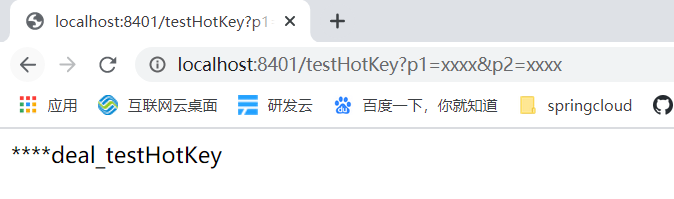 localhost:8401/testHotKey?p1=
localhost:8401/testHotKey?p1=xxxx&p2=xxxx
应用 互联网云桌面 研发云 百度一下，你就知道 springcloud
****deal_testHotKey